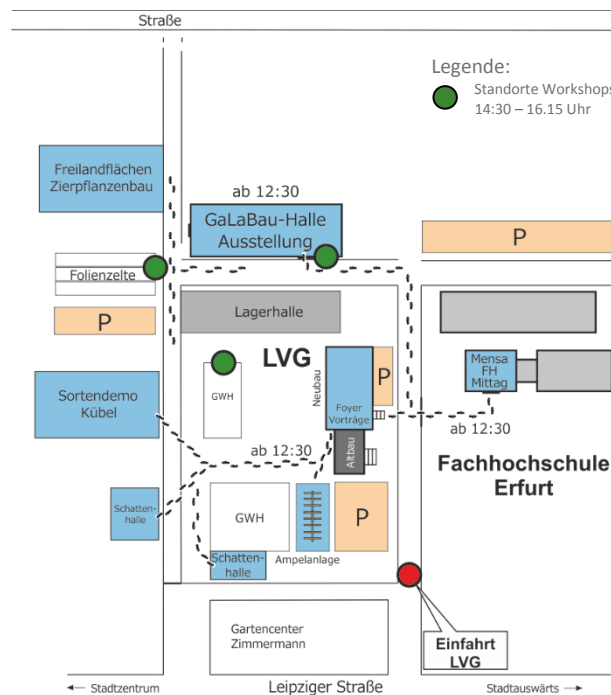 Straße
Legende:
Standorte Workshops
14:30 – 16.15 Uhr
Freilandflächen
Zierpflanzenbau
ab 12:30
GaLaBau-Halle
Ausstellung
P
Folienzelte
P
Lagerhalle
LVG
Neubau
P
Mensa
FH
Mittag
GWH
Sortendemo
Kübel
Foyer
Vorträge
ab 12:30
ab 12:30
Altbau
Fachhochschule
Erfurt
Schatten-
halle
GWH
P
Schatten-
halle
Ampelanlage
Gartencenter
Zimmermann
Einfahrt
LVG
Stadtzentrum
Leipziger Straße
Stadtauswärts